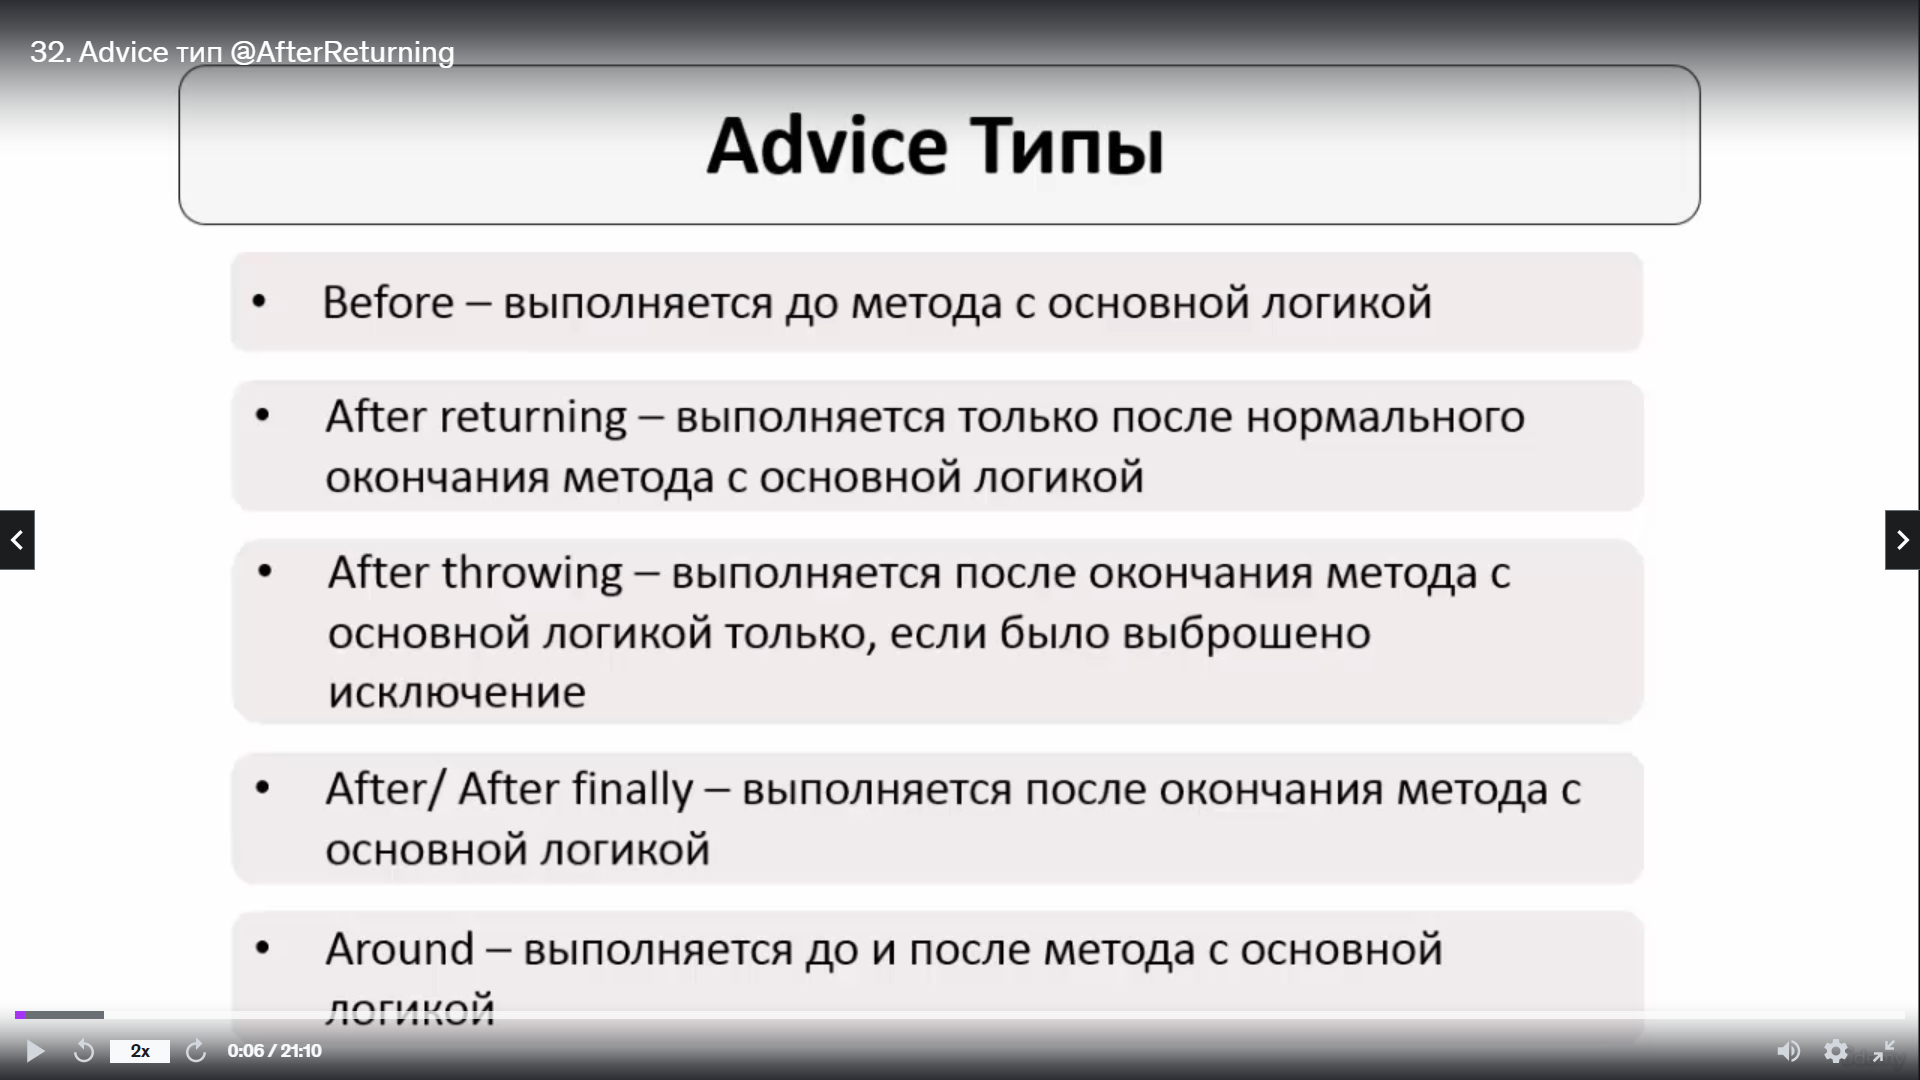 32. Advice тип @AfterReturning
Advice Типы
• Before – выполняется до метода с основной логикой
• After returning – выполняется только после нормального
окончания метода с основной логикой
• After throwing – выполняется после окончания метода с
основной логикой только, если было выброшено
исключение
• After/ After finally – выполняется после окончания метода с
основной логикой
• Around – выполняется до и после метода с основной
логикой
2x
0:06 / 21:10